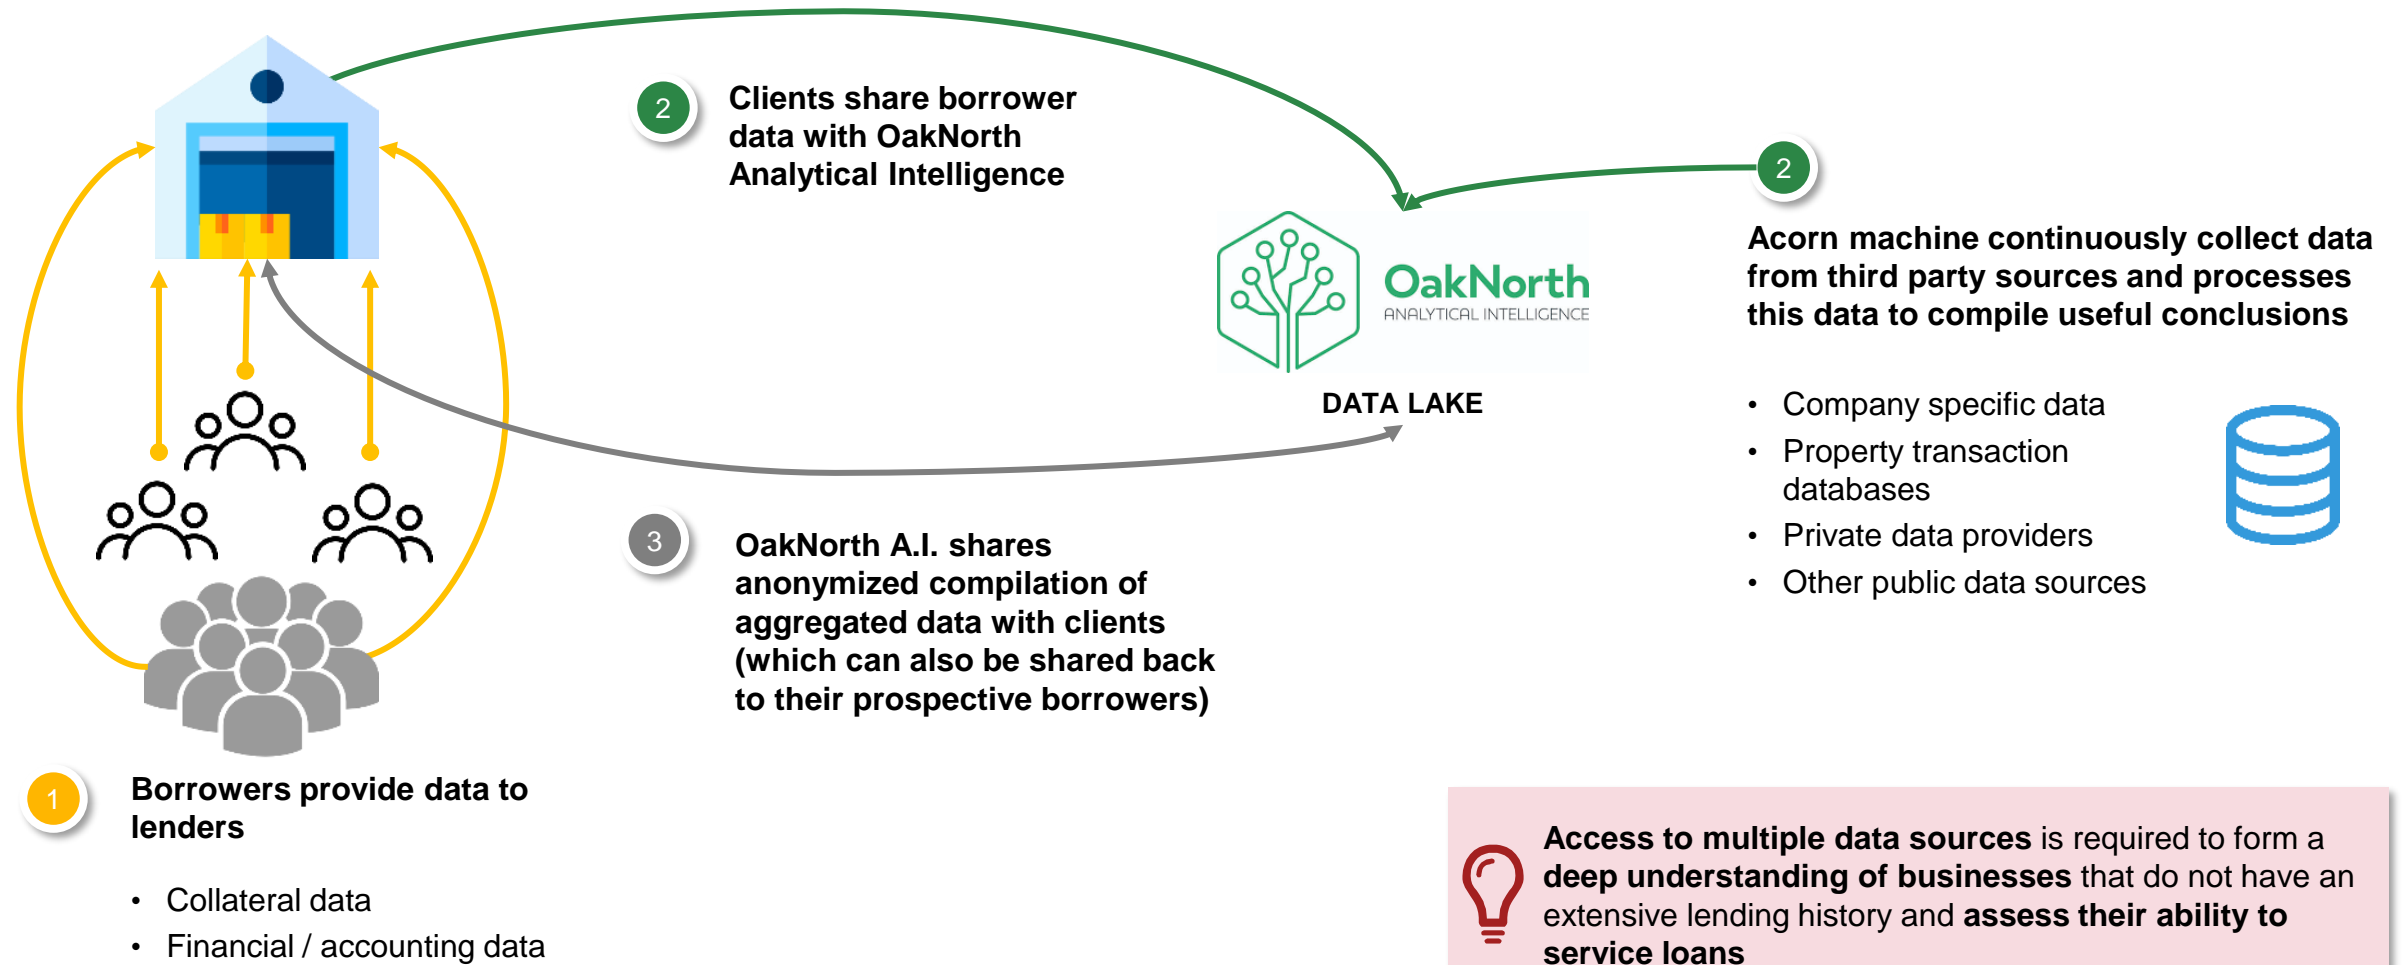 2
Clients share borrower
data with OakNorth
Analytical Intelligence
2
Acorn machine continuously collect data
from third party sources and processes
this data to compile useful conclusions
• Company specific data
• Property transaction
databases
• Private data providers
• Other public data sources
OakNorth
ANALYTICAL INTELLIGENCE
DATA LAKE
3
OakNorth A.I. shares
anonymized compilation of
aggregated data with clients
(which can also be shared back
to their prospective borrowers)
1
Borrowers provide data to
lenders
• Collateral data
• Financial / accounting data
Access to multiple data sources is required to form a
deep understanding of businesses that do not have an
extensive lending history and assess their ability to
service loans